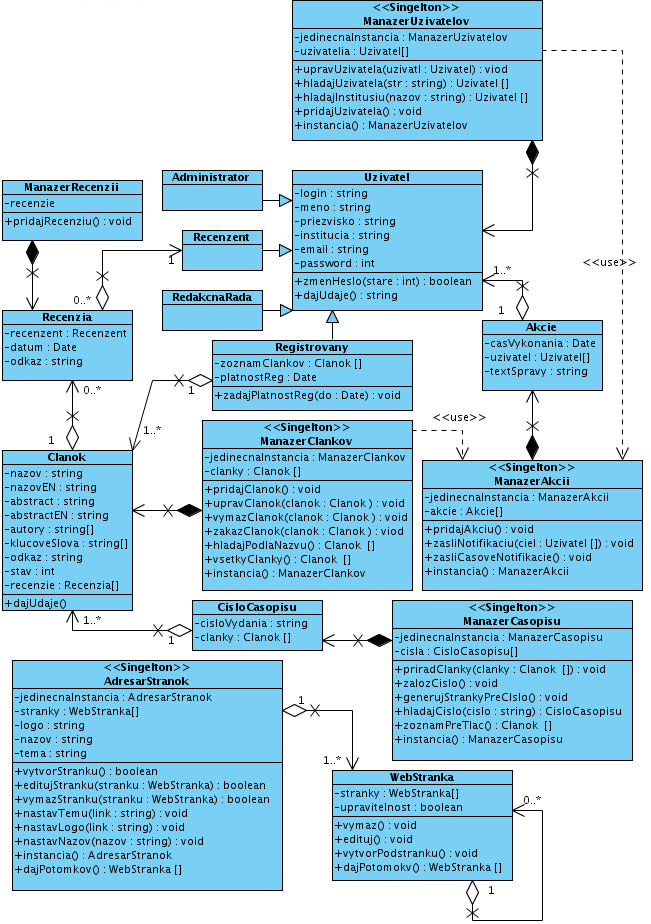 <<Singelton>>
ManazerUzivatelov
-jedinecnaInstancia : ManazerUzivatelov
-uzivatelia : Uzivatel[]
+upravUzivatela(uzivatl : Uzivatel) : viod
+hladajUzivatela(str : string) : Uzivatel []
+hladajInstitusiu(nazov : string) : Uzivatel []
+pridajUzivatela() : void
+instancia() : ManazerUzivatelov
ManazerRecenzii
-recenzie
+pridajRecenziu() : void
Administrator
Recenzent
RedakcnaRada
Uzivatel
-login : string
-meno : string
-priezvisko : string
-institucia : string
-email : string
-password : int
+zmenHeslo(stare : int) : boolean
+dajUdaje() : string
<<use>>
1
0..*
1..*
1
Recenzia
-recenzent : Recenzent
-datum : Date
-odkaz : string
Akcie
-casVykonania : Date
-uzivatel : Uzivatel[]
-textSpravy : string
Registrovany
-zoznamClankov : Clanok []
-platnostReg : Date
+zadajPlatnostReg(do : Date) : void
0..*
1
1
1..*
<<use>>
Clanok
-nazov : string
-nazovEN : string
-abstract : string
-abstractEN : string
-autory : string[]
-klucoveSlova : string[]
-odkaz : string
-stav : int
-recenzie : Recenzia[]
+dajUdaje()
<<Singelton>>
ManazerClankov
-jedinecnaInstancia : ManazerClankov
-clanky : Clanok []
+pridajClanok() : void
+upravClanok(clanok : Clanok ) : void
+vymazClanok(clanok : Clanok ) : void
+zakazClanok(clanok : Clanok ) : viod
+hladajPodlaNazvu() : Clanok []
+vsetkyClanky() : Clanok []
+instancia() : ManazerClankov
<<Singelton>>
ManazerAkcii
-jedinecnaInstancia : ManazerAkcii
-akcie : Akcie[]
+pridajAkciu() : void
+zasliNotifikaciu(ciel : Uzivatel []) : void
+zasliCasoveNotifikacie() : void
+instancia() : ManazerAkcii
1..*
1
CisloCasopisu
-cisloVydania : string
-clanky : Clanok []
<<Singelton>>
ManazerCasopisu
-jedinecnaInstancia : ManazerCasopisu
-cisla : CisloCasopisu[]
+priradClanky(clanky : Clanok []) : void
+zalozCislo() : void
+generujStrankyPreCIslo() : void
+hladajCislo(cislo : string) : CisloCasopisu
+zoznamPreTlac() : Clanok []
+instancia() : ManazerCasopisu
<<Singelton>>
AdresarStranok
-jedinecnaInstancia : AdresarStranok
-stranky : WebStranka[]
-logo : string
-nazov : string
-tema : string
+vytvorStranku() : boolean
+editujStranku(stranku : WebStranka) : boolean
+vymazStranku(stranku : WebStranka) : boolean
+nastavTemu(link : string) : void
+nastavLogo(link : string) : void
+nastavNazov(nazov : string) : void
+instancia() : AdresarStranok
+dajPotomkov() : WebStranka []
1
1..*
WebStranka
-stranky : WebStranka[]
-upravitelnost : boolean
+vymaz() : void
+edituj() : void
+vytvorPodstranku() : void
+dajPotomokv() : WebStranka []
0..*
1